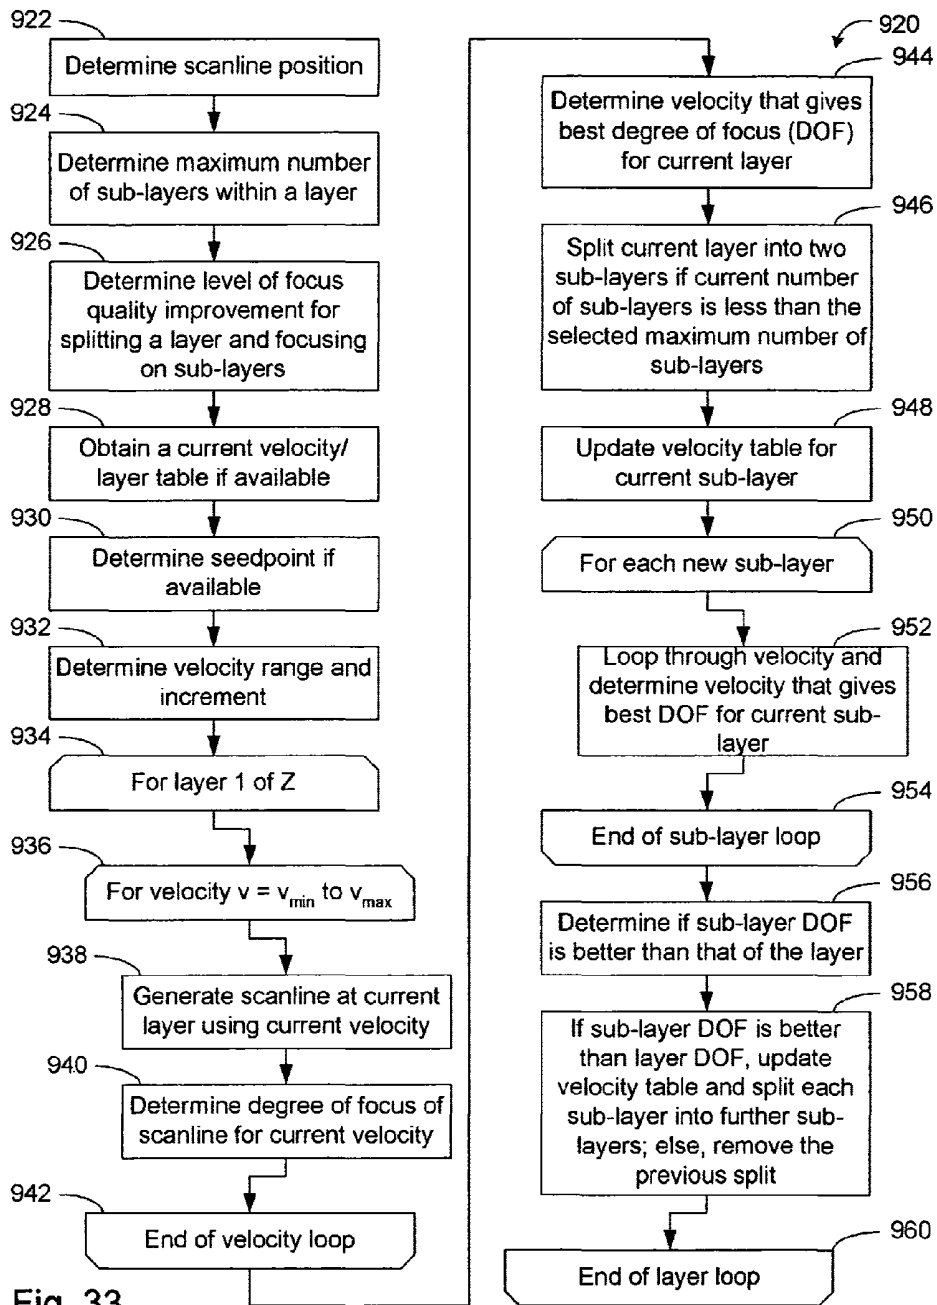 922
Determine scanline position
924
Determine maximum number
of sub-layers within a layer
926
Determine level of focus
quality improvement for
splitting a layer and focusing
on sub-layers
928
Obtain a current velocity/
layer table if available
930
Determine seedpoint if
available
932
Determine velocity range and
increment
934
For layer 1 of Z
936
For velocity v = vmin to vmax
938
Generate scanline at current
layer using current velocity
940
Determine degree of focus of
scanline for current velocity
942
End of velocity loop
Fig. 33
920
944
Determine velocity that gives
best degree of focus (DOF)
for current layer
946
Split current layer into two
sub-layers if current number
of sub-layers is less than the
selected maximum number of
sub-layers
948
Update velocity table for
current sub-layer
950
For each new sub-layer
952
Loop through velocity and
determine velocity that gives
best DOF for current sub-
layer
954
End of sub-layer loop
956
Determine if sub-layer DOF
is better than that of the layer
958
If sub-layer DOF is better
than layer DOF, update
velocity table and split each
sub-layer into further sub-
layers; else, remove the
previous split
960
End of layer loop